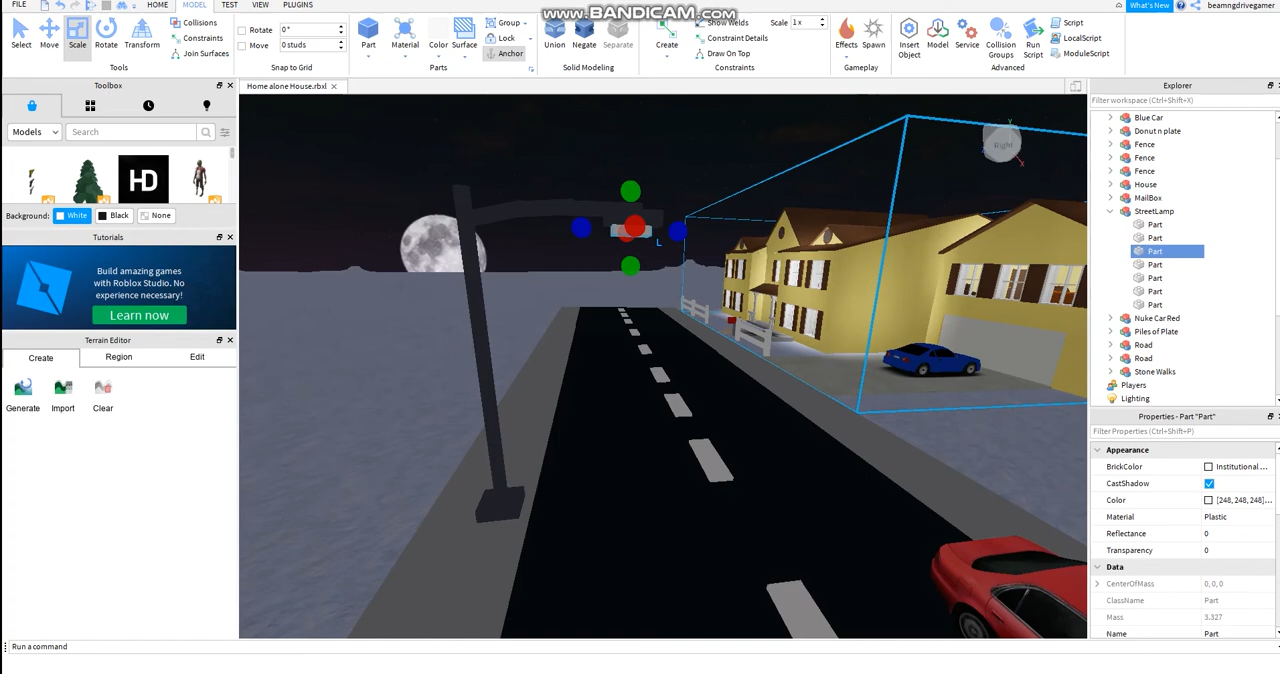 www.BANDICAM.com
FILE HOME MODEL TEST VIEW PLUGINS What's New beamngdrivegamer
Select Move Scale Rotate Transform
Collisions
Constraints
Join Surfaces
Tools
Rotate 0°
Move 0 studs
Snap to Grid
Part Material Color Surface
Group
Lock
Anchor
Parts
Union Negate Separate
Solid Modeling
Create
Show Welds
Constraint Details
Draw On Top
Scale 1 x
Constraints
Effects Spawn
Gameplay
Insert Object
Model
Service
Collision Groups
Run Script
Script
LocalScript
ModuleScript
Advanced
Toolbox
Models Search
HD
Background: White Black None
Tutorials
Build amazing games
with Roblox Studio. No
experience necessary!
Learn now
Terrain Editor
Create Region Edit
Generate Import Clear
Home alone House.rbxl
Right
Y
X
L
Explorer
Filter workspace (Ctrl+Shift+X)
Blue Car
Donut n plate
Fence
Fence
Fence
House
MailBox
StreetLamp
Part
Part
Part
Part
Part
Part
Part
Nuke Car Red
Piles of Plate
Road
Road
Stone Walks
Players
Lighting
Properties - Part "Part"
Filter Properties (Ctrl+Shift+P)
Appearance
BrickColor Institutional ...
CastShadow
Color [248, 248, 248]...
Material Plastic
Reflectance 0
Transparency 0
Data
CenterOfMass 0, 0, 0
ClassName Part
Mass 3.327
Name Part
Run a command